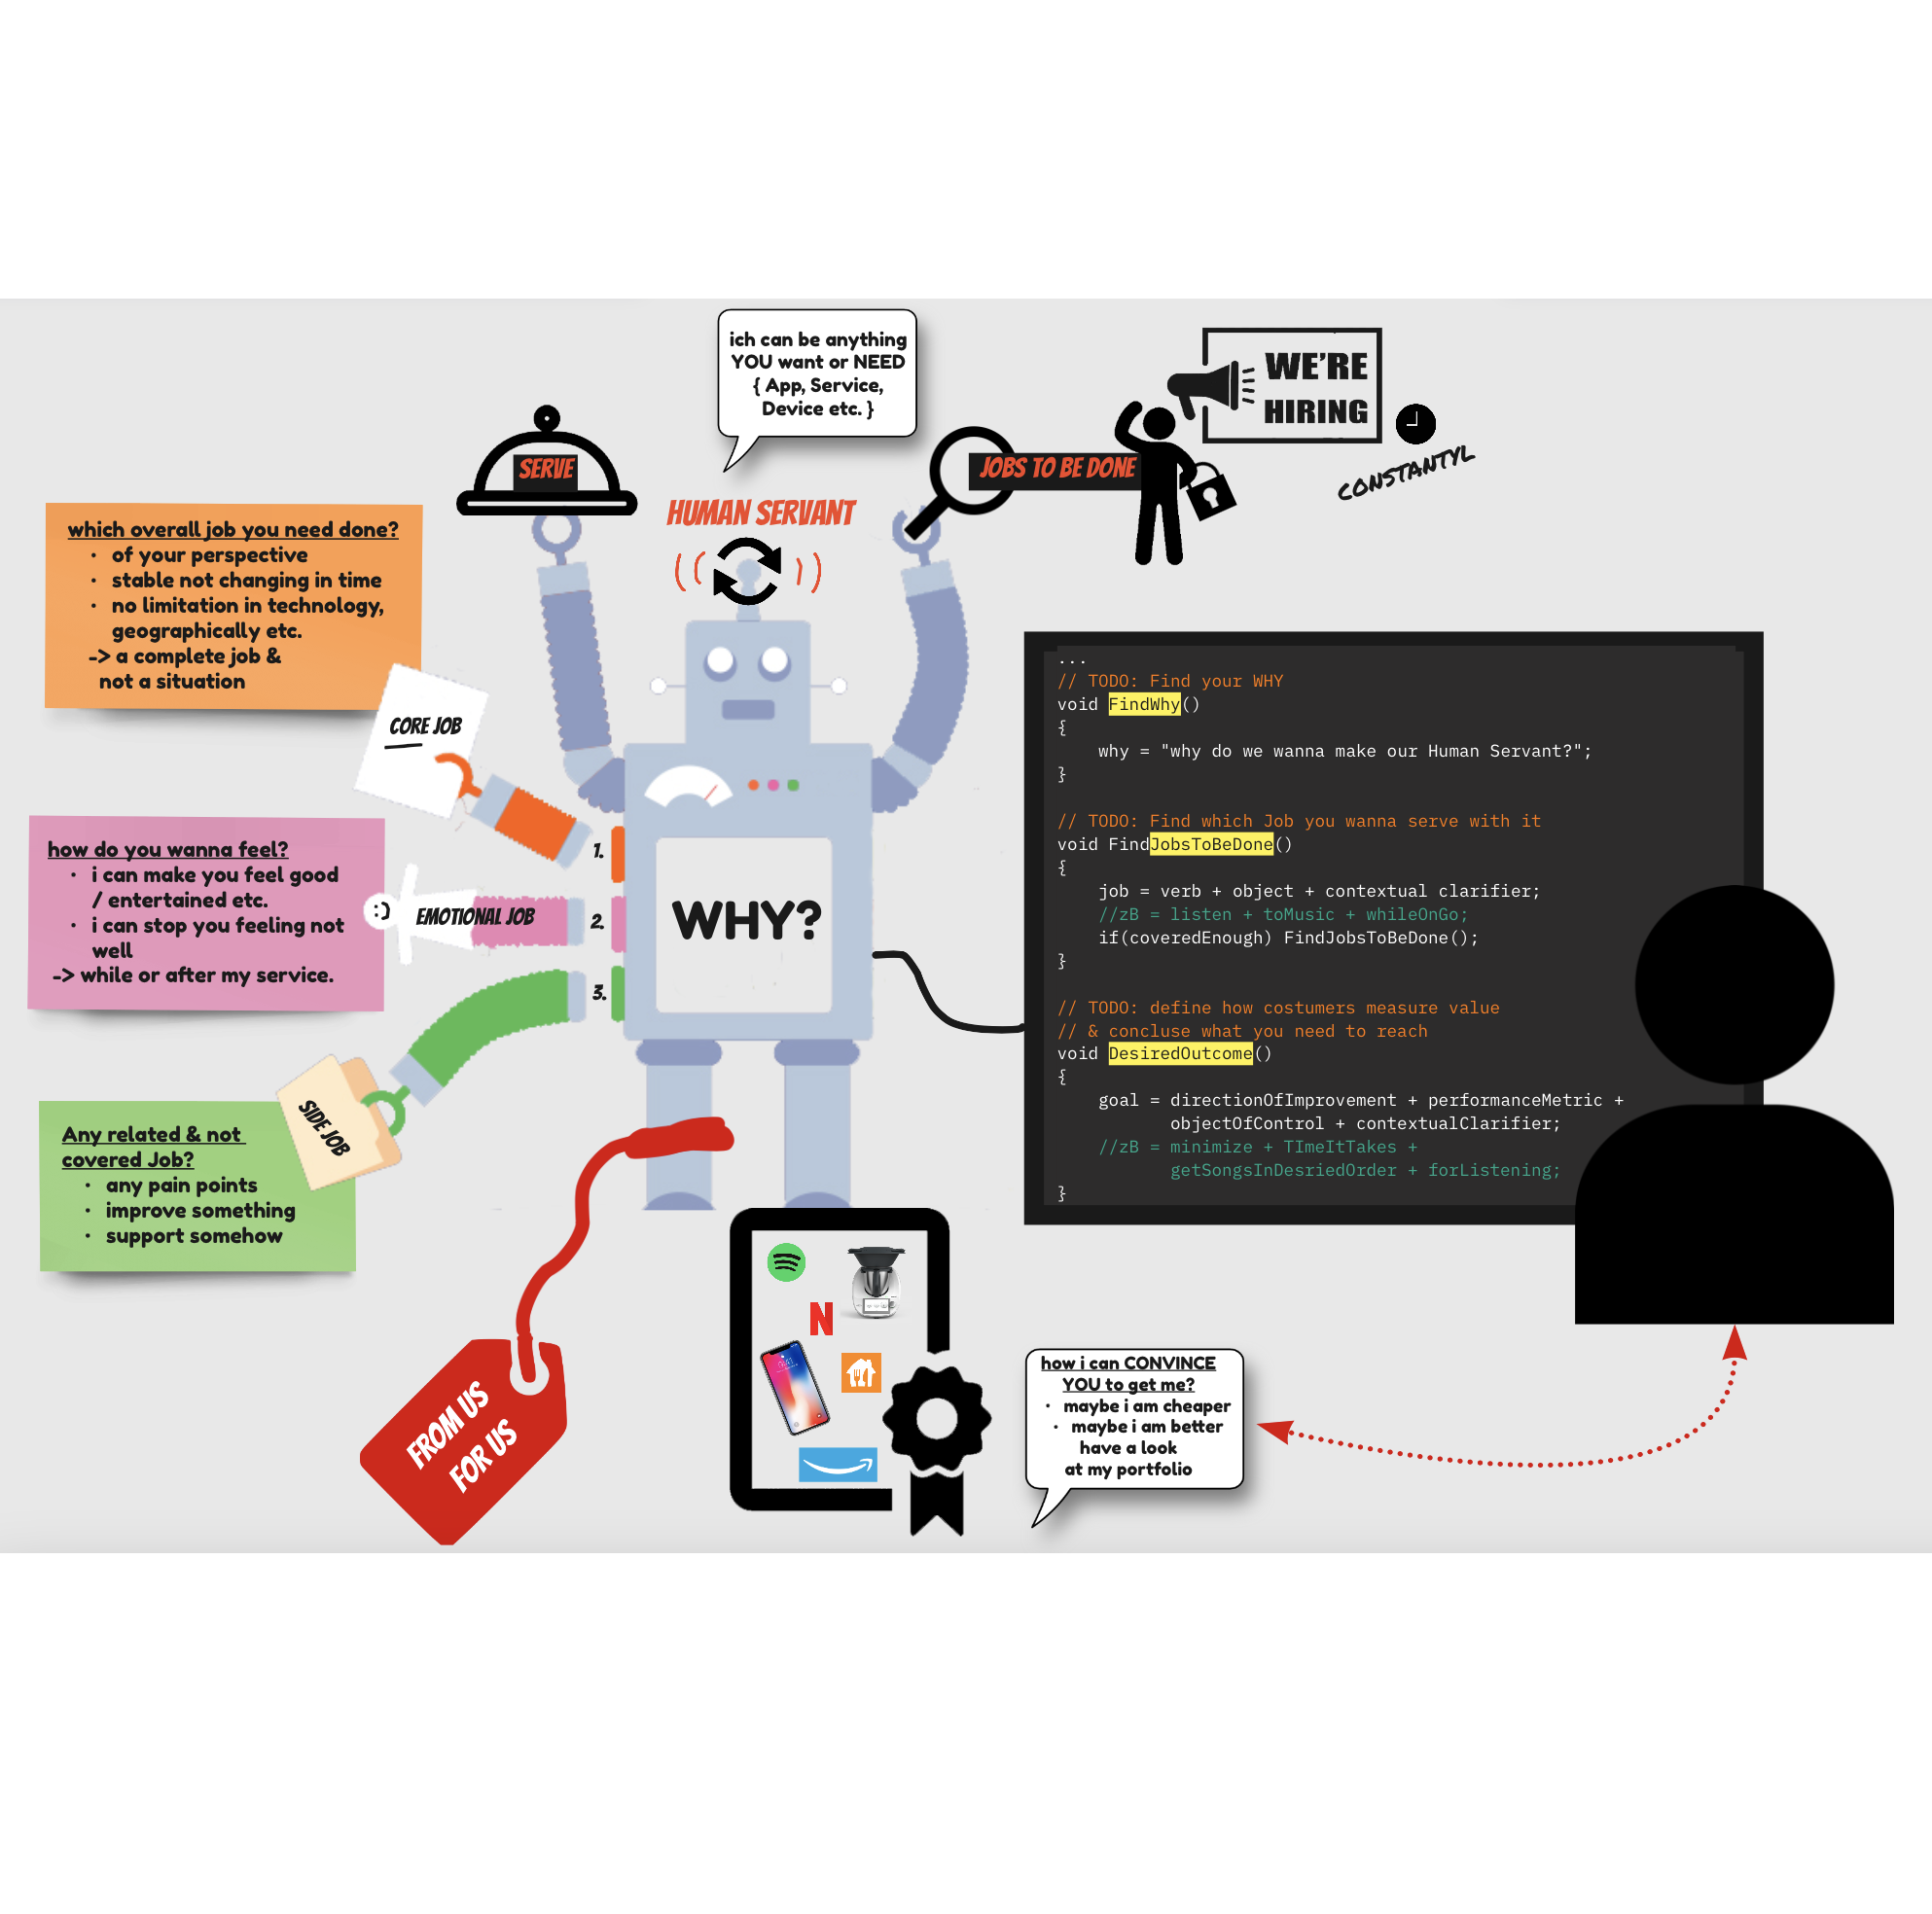 ich can be anything
YOU want or NEED
{ App, Service,
Device etc. }
WE'RE
HIRING
CONSTANTYL
SERVE
JOBS TO BE DONE
HUMAN SERVANT
which overall job you need done?
• of your perspective
• stable not changing in time
• no limitation in technology,
geographically etc.
-> a complete job &
not a situation
CORE JOB
how do you wanna feel?
• i can make you feel good
/ entertained etc.
• i can stop you feeling not
well
-> while or after my service.
:)
EMOTIONAL JOB
Any related & not
covered Job?
• any pain points
• improve something
• support somehow
SIDE JOB
1.
2.
3.
WHY?
...
// TODO: Find your WHY
void FindWhy()
{
why = "why do we wanna make our Human Servant?";
}
// TODO: Find which Job you wanna serve with it
void FindJobsToBeDone()
{
job = verb + object + contextual clarifier;
//zB = listen + toMusic + whileOnGo;
if(coveredEnough) FindJobsToBeDone();
}
// TODO: define how costumers measure value
// & concluse what you need to reach
void DesiredOutcome()
{
goal = directionOfImprovement + performanceMetric +
objectOfControl + contextualClarifier;
//zB = minimize + TImeItTakes +
getSongsInDesriedOrder + forListening;
}
FROM US
FOR US
N
how i can CONVINCE
YOU to get me?
• maybe i am cheaper
• maybe i am better
have a look
at my portfolio